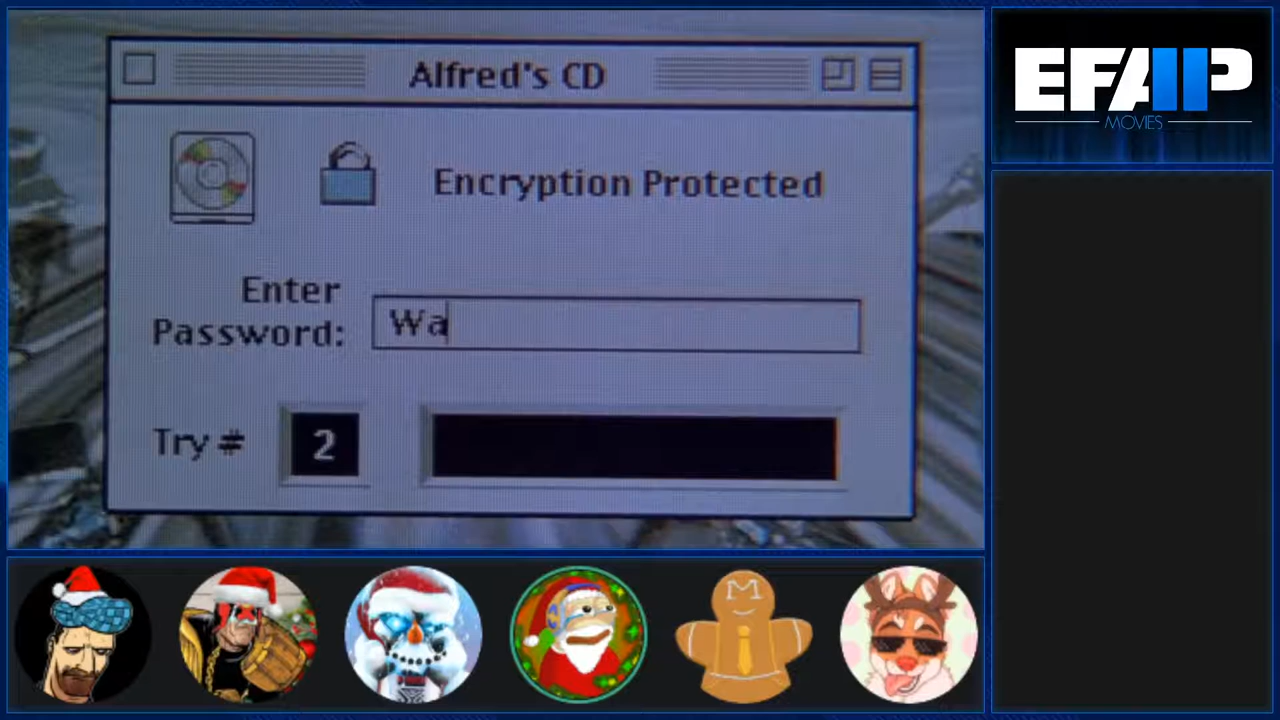 Alfred's CD
Encryption Protected
Enter
Password:
Wa
Try #
2
EFAP
MOVIES
M